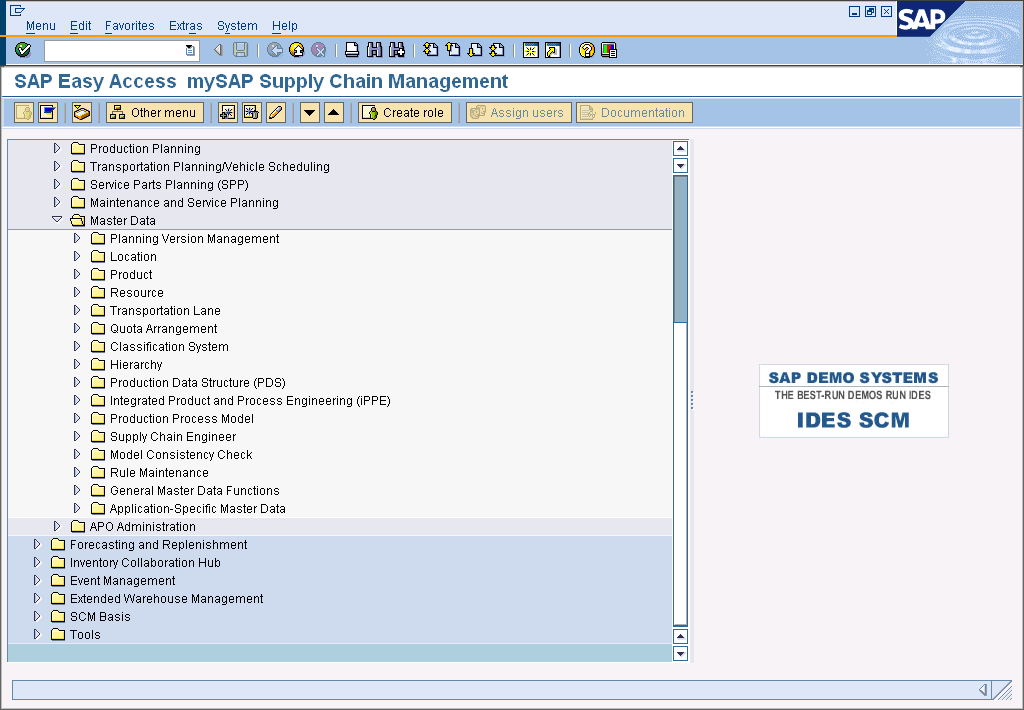 Menu Edit Favorites Extras System Help
SAP
SAP Easy Access mySAP Supply Chain Management
Other menu Create role Assign users Documentation
Production Planning
Transportation Planning/Vehicle Scheduling
Service Parts Planning (SPP)
Maintenance and Service Planning
Master Data
Planning Version Management
Location
Product
Resource
Transportation Lane
Quota Arrangement
Classification System
Hierarchy
Production Data Structure (PDS)
Integrated Product and Process Engineering (iPPE)
Production Process Model
Supply Chain Engineer
Model Consistency Check
Rule Maintenance
General Master Data Functions
Application-Specific Master Data
APO Administration
Forecasting and Replenishment
Inventory Collaboration Hub
Event Management
Extended Warehouse Management
SCM Basis
Tools
SAP DEMO SYSTEMS
THE BEST-RUN DEMOS RUN IDES
IDES SCM